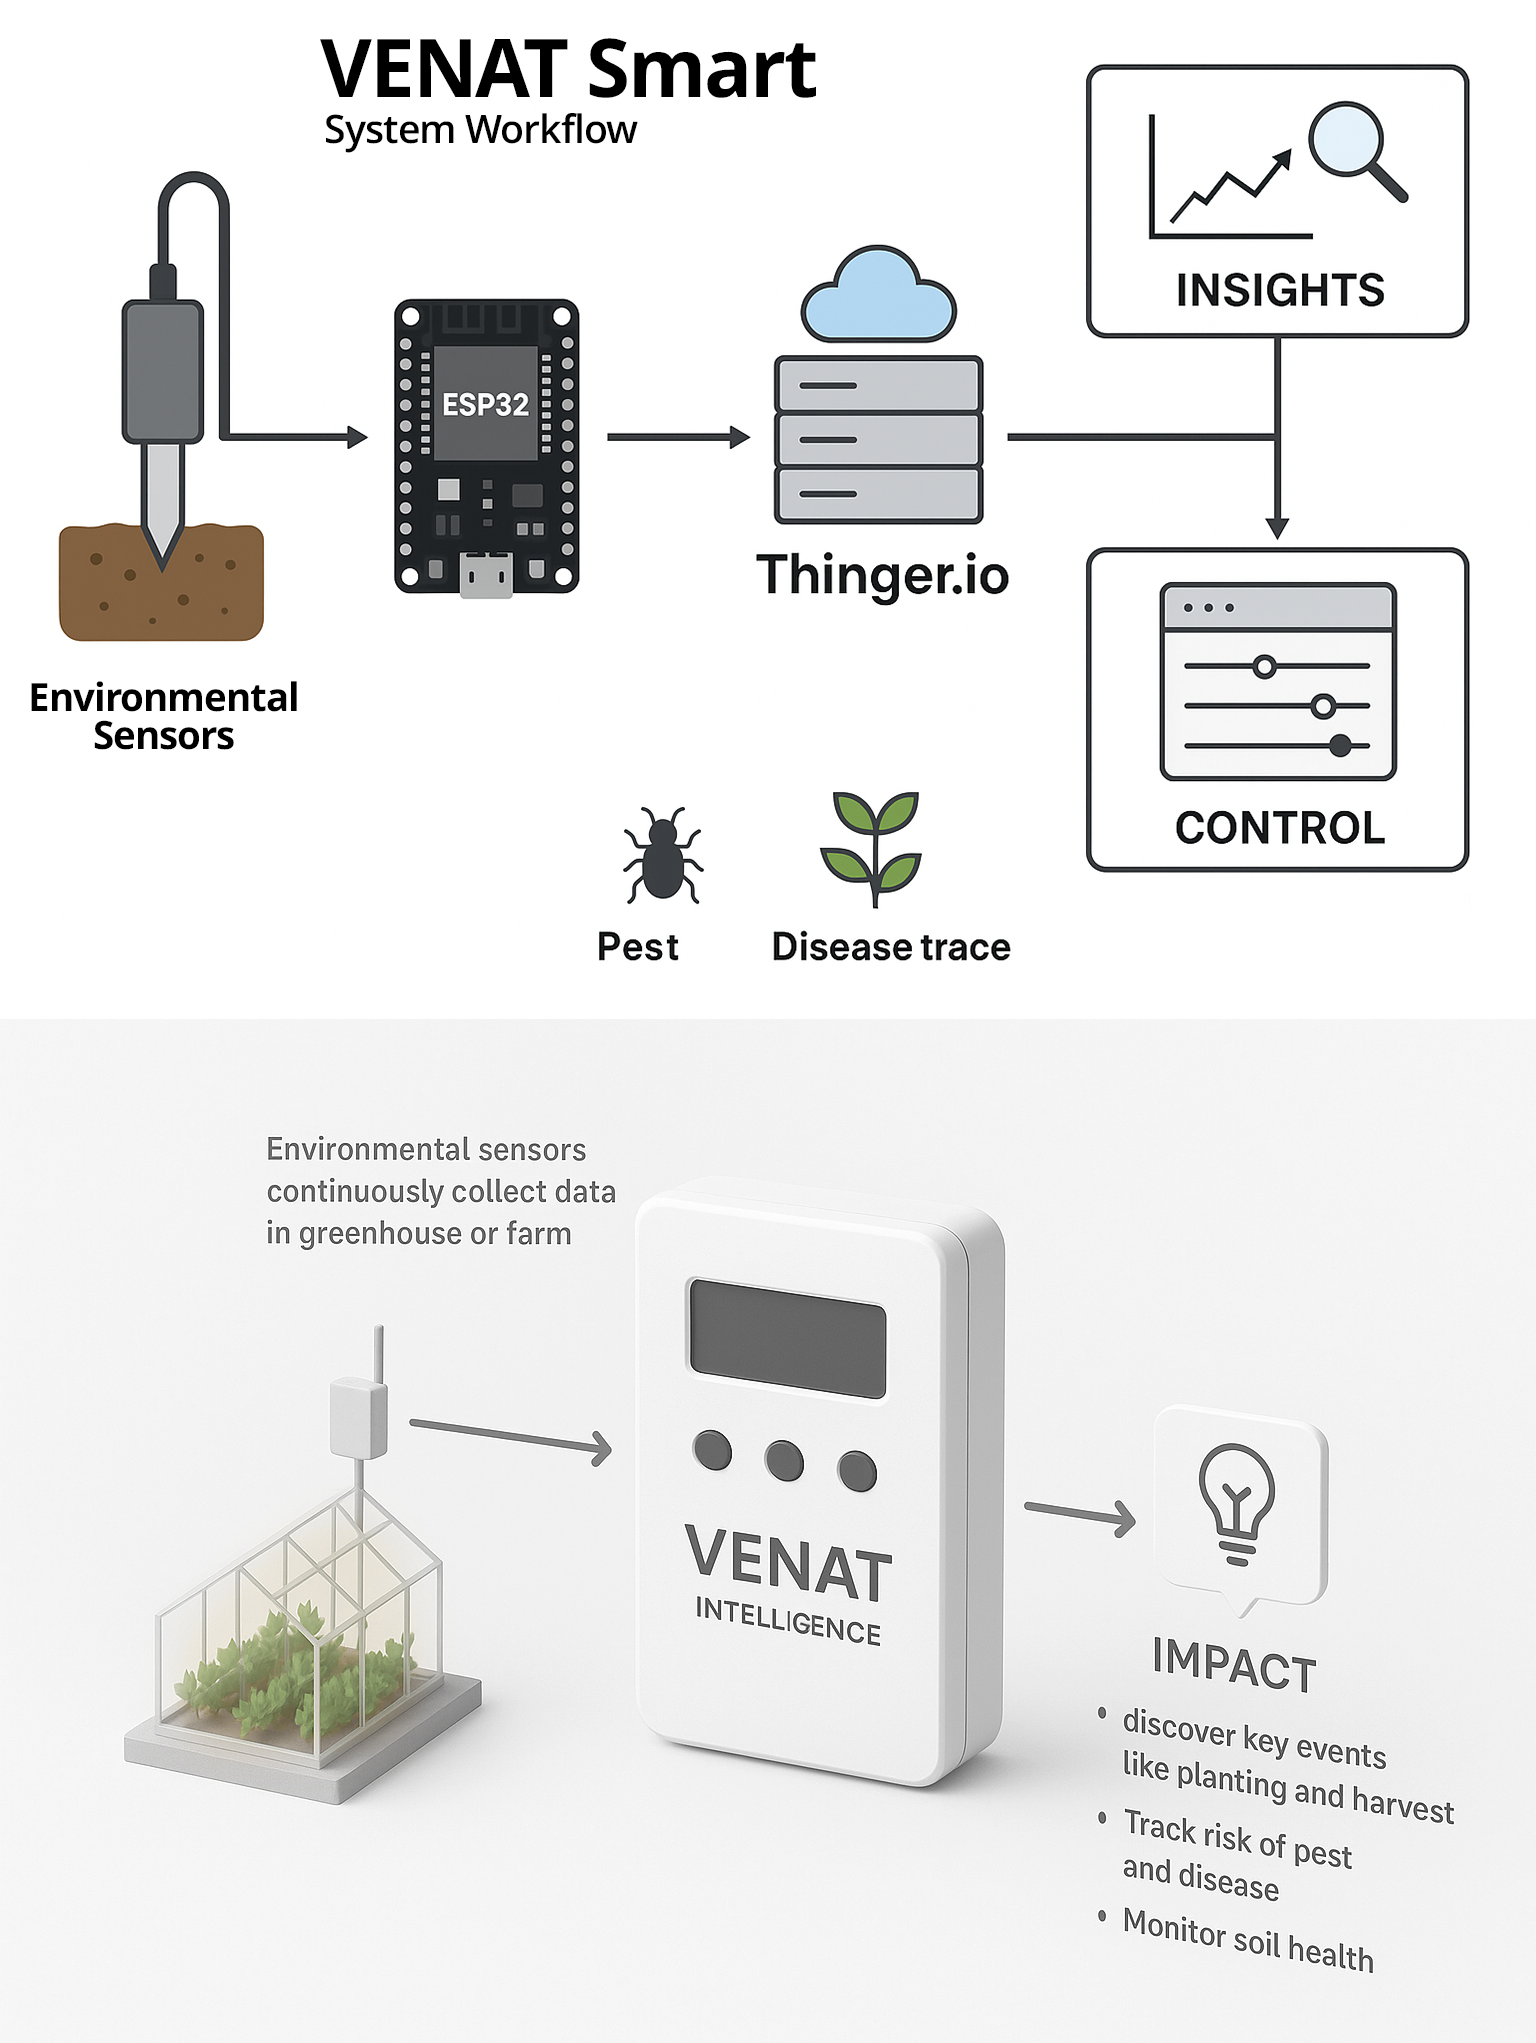 VENAT Smart
System Workflow
INSIGHTS
ESP32
Thinger.io
Environmental
Sensors
CONTROL
Pest
Disease trace
Environmental sensors
continuously collect data
in greenhouse or farm
VENAT
INTELLIGENCE
IMPACT
• discover key events
like planting and harvest
• Track risk of pest
and disease
• Monitor soil health